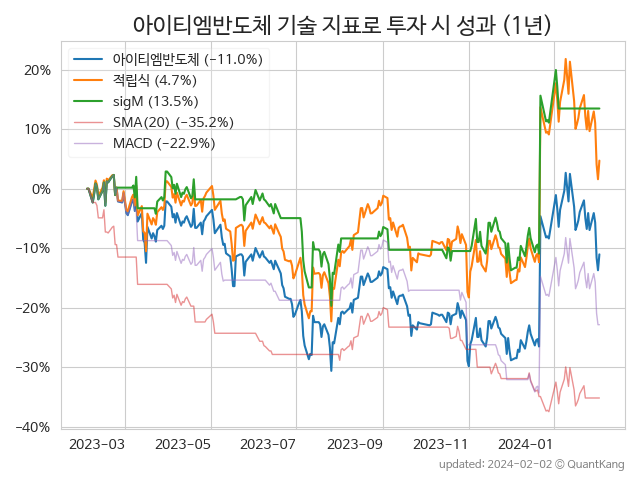 아이티엠반도체 기술 지표로 투자 시 성과 (1년)
아이티엠반도체 (−11.0%)
적립식 (4.7%)
sigM (13.5%)
SMA(20) (−35.2%)
MACD (−22.9%)
20%
10%
0%
−10%
−20%
−30%
−40%
2023-03 2023-05 2023-07 2023-09 2023-11 2024-01
updated: 2024-02-02 ⓒ QuantKang